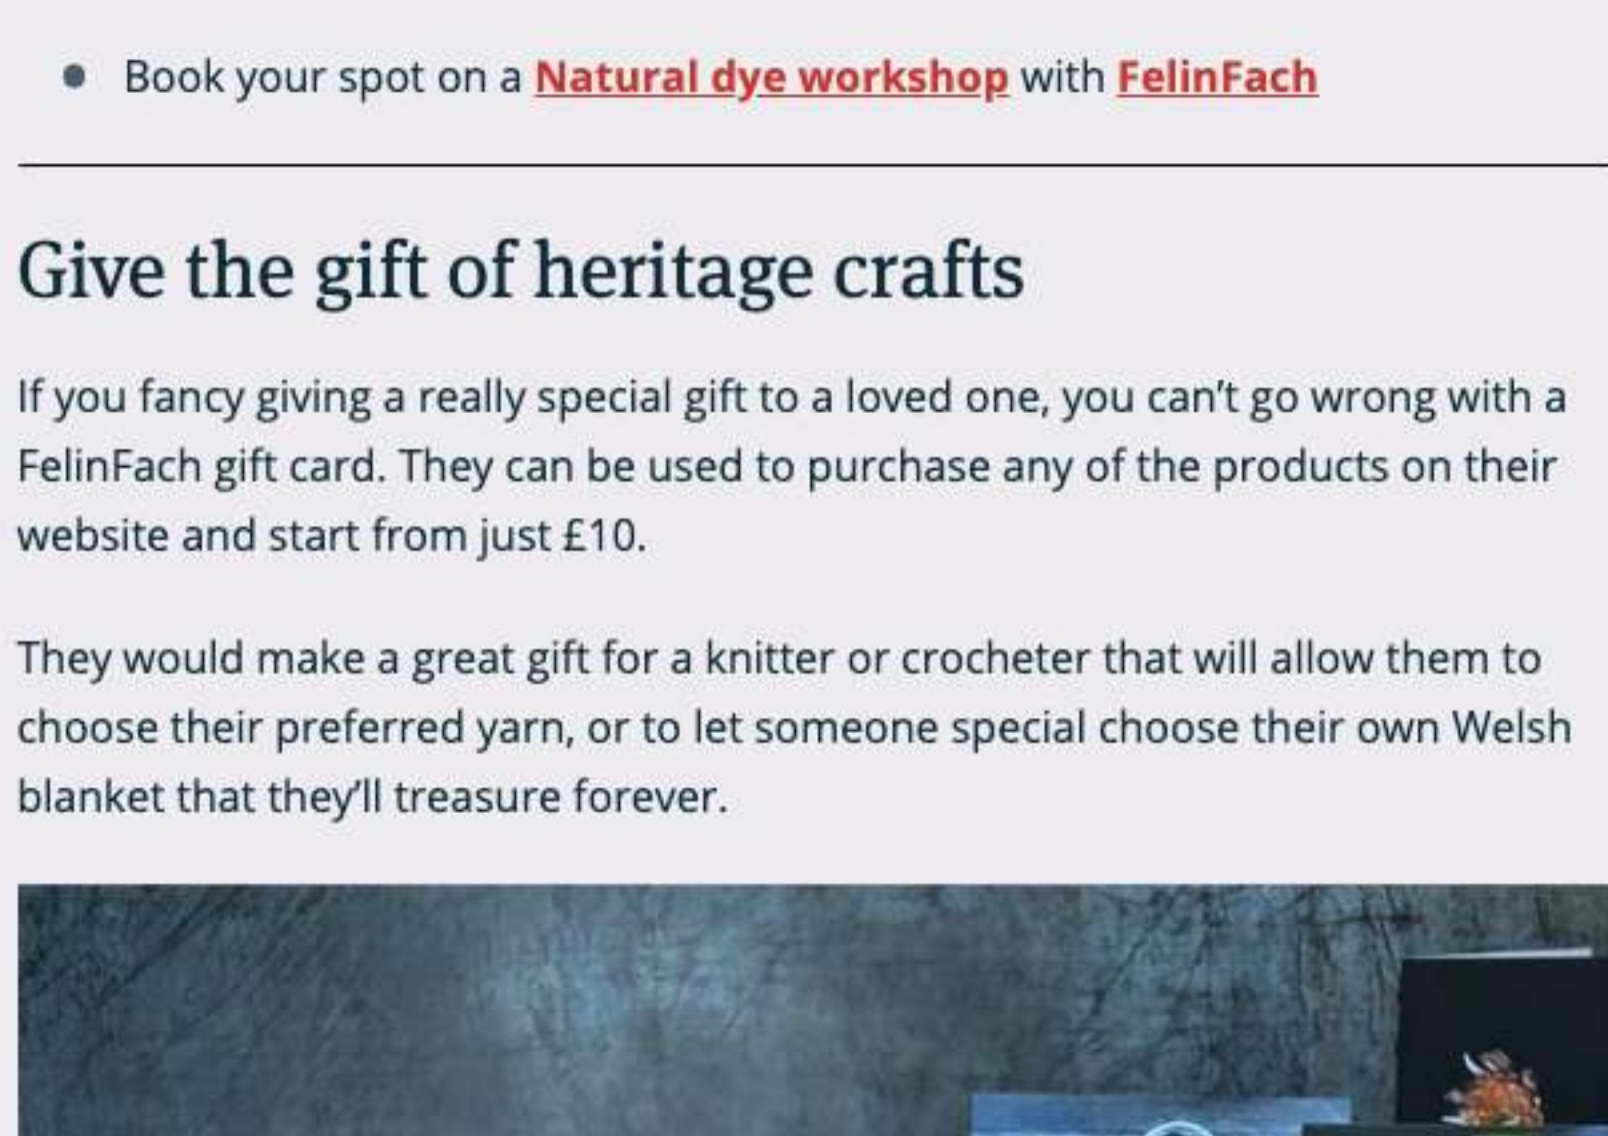 Book your spot on a Natural dye workshop with FelinFach
Give the gift of heritage crafts
If you fancy giving a really special gift to a loved one, you can't go wrong with a
FelinFach gift card. They can be used to purchase any of the products on their
website and start from just £10.
They would make a great gift for a knitter or crocheter that will allow them to
choose their preferred yarn, or to let someone special choose their own Welsh
blanket that they'll treasure forever.